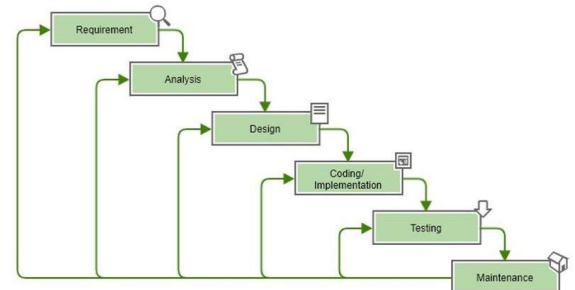 Requirement
Analysis
Design
Coding/
Implementation
Testing
Maintenance